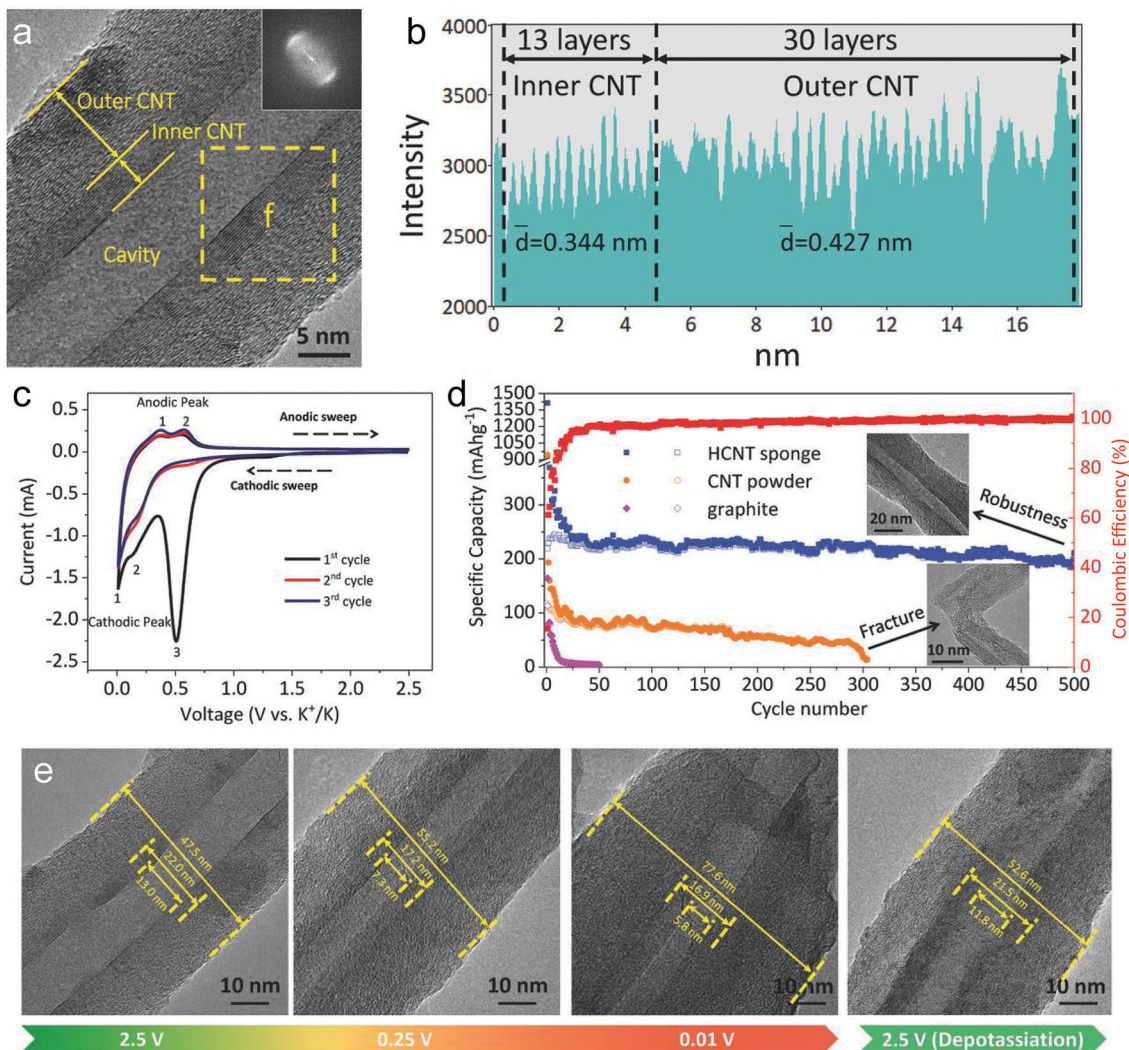 a
Outer CNT
Inner CNT
f
Cavity
5 nm
b
4000
3500
3000
2500
2000
Intensity
13 layers
30 layers
Inner CNT
Outer CNT
d̄=0.344 nm
d̄=0.427 nm
0 2 4 6 8 10 12 14 16
nm
c
0.5
0.0
-0.5
-1.0
-1.5
-2.0
-2.5
Current (mA)
Anodic Peak
1 2
Anodic sweep
Cathodic sweep
1st cycle
2nd cycle
3rd cycle
2
1
Cathodic Peak
3
0.0 0.5 1.0 1.5 2.0 2.5
Voltage (V vs. K+/K)
d
1500
1350
1200
1050
900
300
200
100
0
Specific Capacity (mAhg-1)
HCNT sponge
CNT powder
graphite
20 nm
Robustness
Fracture
10 nm
100
80
60
40
20
0
Coulombic Efficiency (%)
0 50 100 150 200 250 300 350 400 450 500
Cycle number
e
47.5 nm
22.0 nm
13.0 nm
10 nm
55.2 nm
17.2 nm
7.3 nm
10 nm
77.6 nm
16.9 nm
5.8 nm
10 nm
52.6 nm
21.5 nm
11.8 nm
10 nm
2.5 V
0.25 V
0.01 V
2.5 V (Depotassiation)